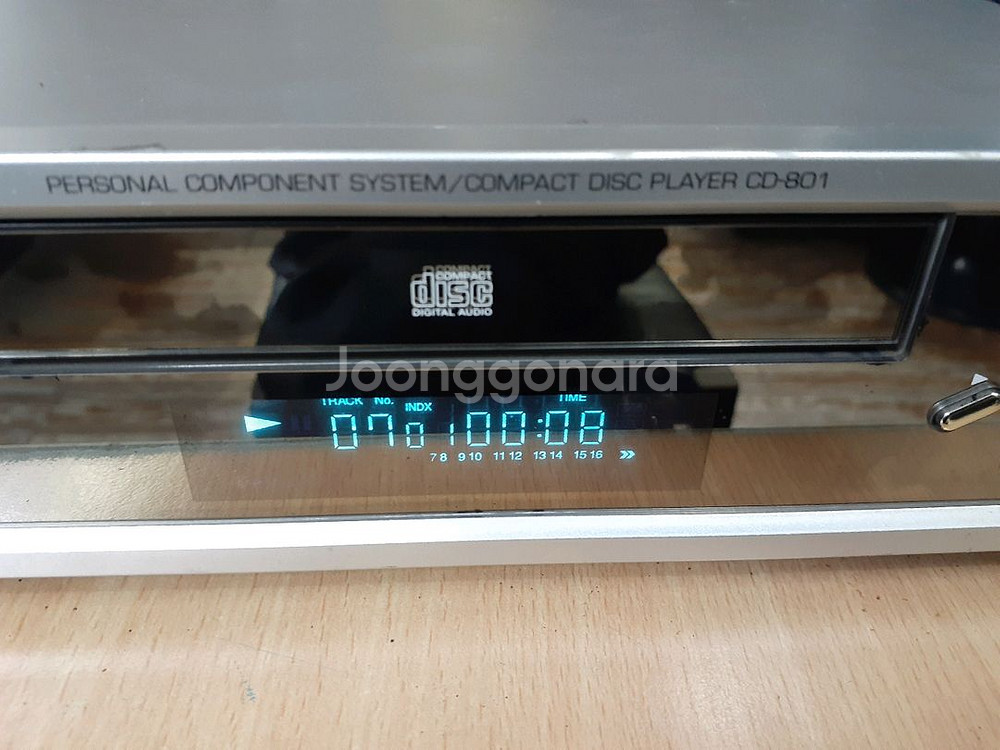 PERSONAL COMPONENT SYSTEM/COMPACT DISC PLAYER CD-801
COMPACT
disc
DIGITAL AUDIO
Joonggonara
TRACK No. INDX TIME
07 01 00:08
7 8 9 10 11 12 13 14 15 16 »